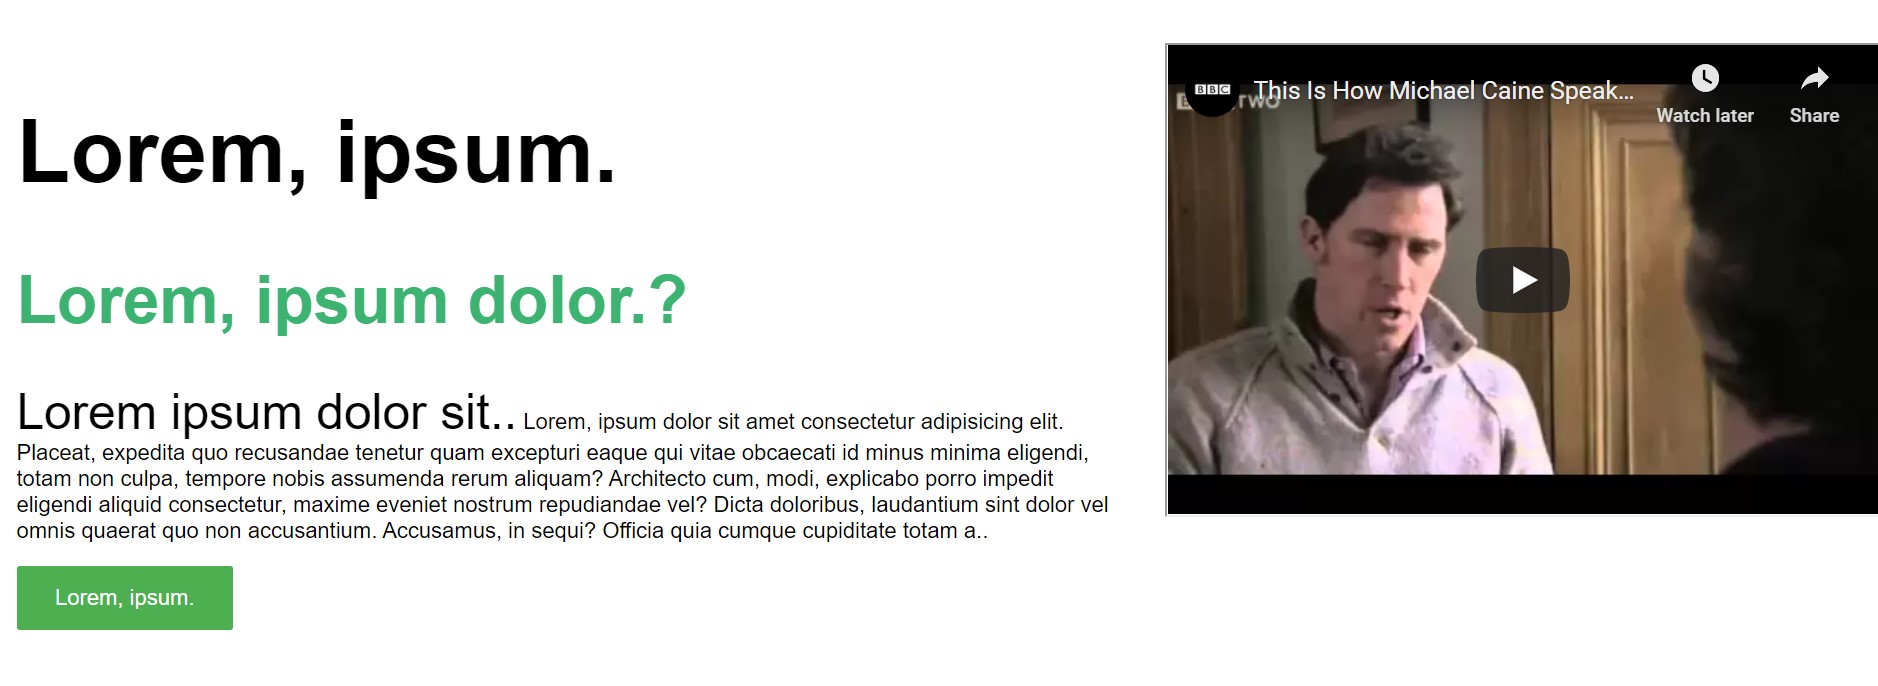 Lorem, ipsum.
Lorem, ipsum dolor.?
Lorem ipsum dolor sit.. Lorem, ipsum dolor sit amet consectetur adipisicing elit.
Placeat, expedita quo recusandae tenetur quam excepturi eaque qui vitae obcaecati id minus minima eligendi,
totam non culpa, tempore nobis assumenda rerum aliquam? Architecto cum, modi, explicabo porro impedit
eligendi aliquid consectetur, maxime eveniet nostrum repudiandae vel? Dicta doloribus, laudantium sint dolor vel
omnis quaerat quo non accusantium. Accusamus, in sequi? Officia quia cumque cupiditate totam a..
Lorem, ipsum.
BBC This Is How Michael Caine Speak...
TWO
Watch later Share